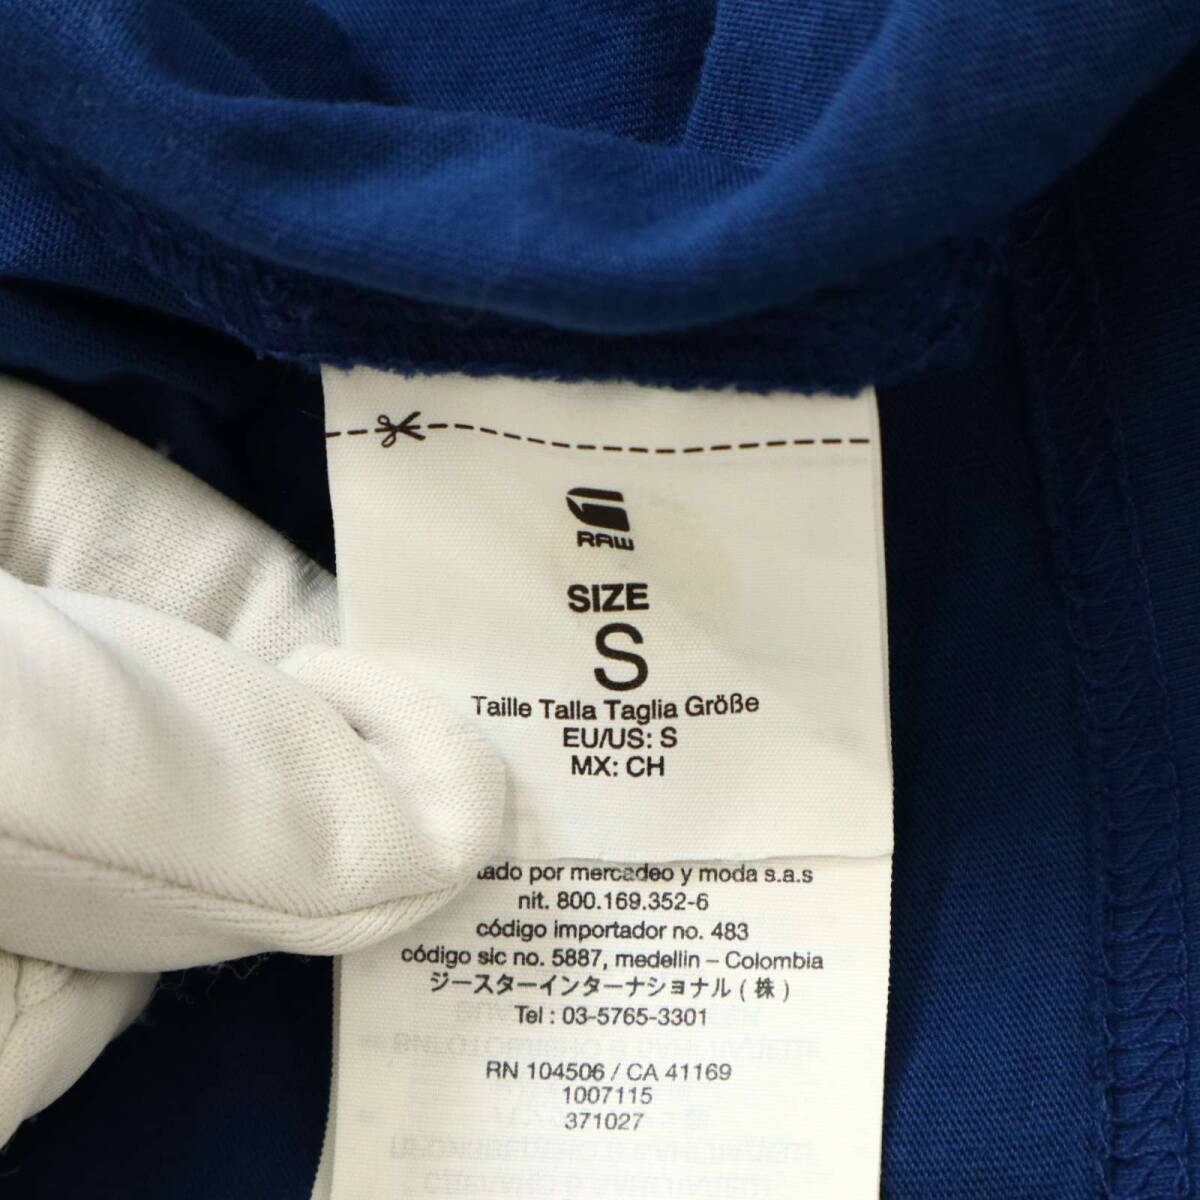 RAW
SIZE
S
Taille Talla Taglia Größe
EU/US: S
MX: CH
por mercadeo y moda s.a.s
nit. 800.169.352-6
código importador no. 483
código sic no. 5887, medellin – Colombia
ジースターインターナショナル ( 株 )
Tel : 03-5765-3301
RN 104506 / CA 41169
1007115
371027